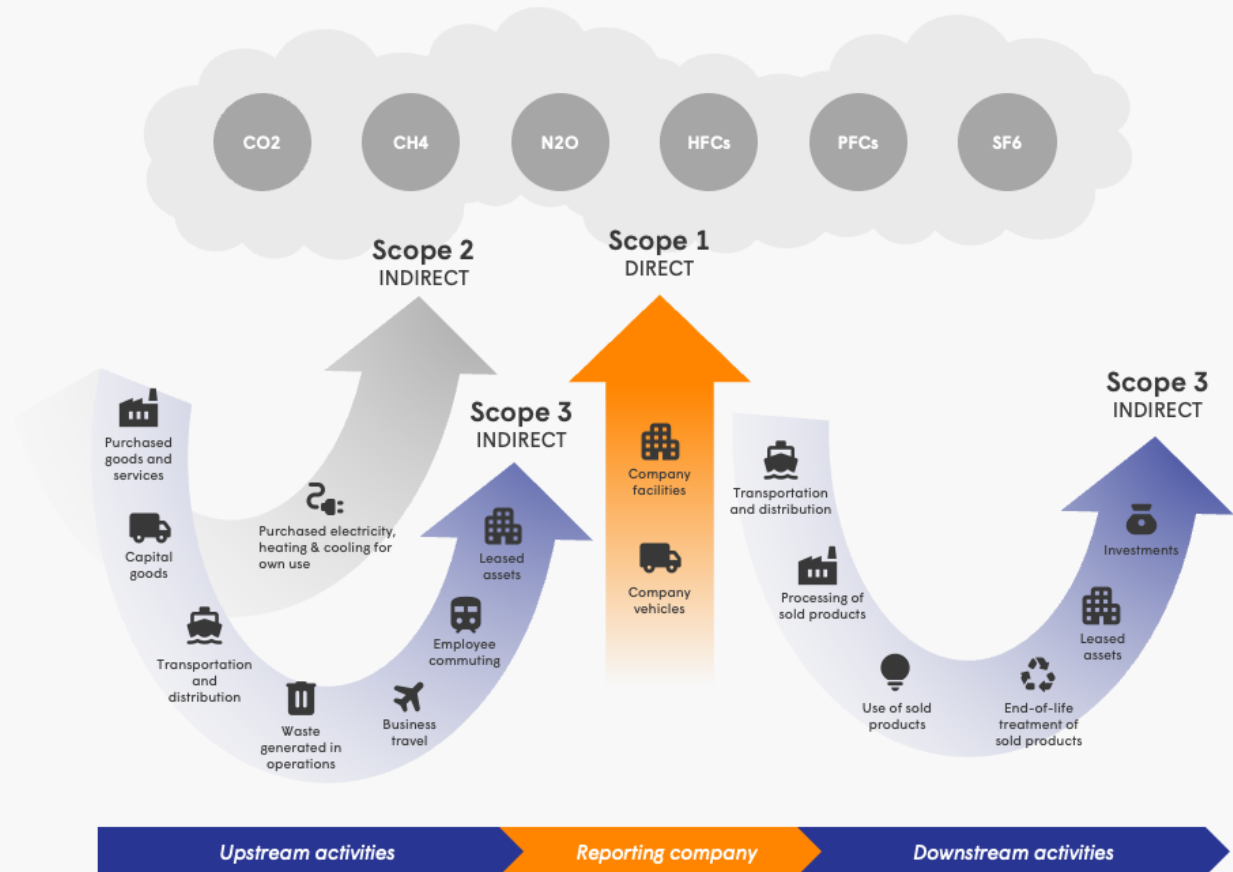 CO2
CH4
N2O
HFCs
PFCs
SF6
Scope 2
INDIRECT
Scope 1
DIRECT
Scope 3
INDIRECT
Scope 3
INDIRECT
Purchased
goods and
services
Capital
goods
Transportation
and
distribution
Waste
generated in
operations
Business
travel
Employee
commuting
Leased
assets
Purchased electricity,
heating & cooling for
own use
Company
facilities
Company
vehicles
Transportation
and distribution
Processing of
sold products
Use of sold
products
End-of-life
treatment of
sold products
Leased
assets
Investments
Upstream activities
Reporting company
Downstream activities